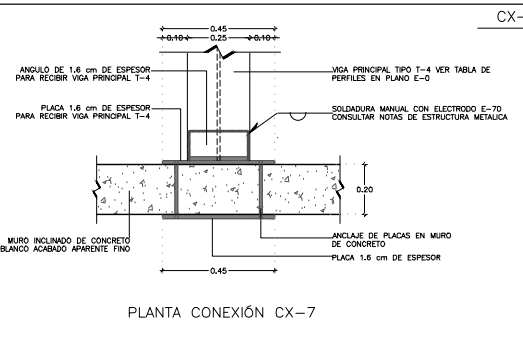 CX-
0.45
0.10 0.25 0.10
ANGULO DE 1.6 cm DE ESPESOR
PARA RECIBIR VIGA PRINCIPAL T-4
VIGA PRINCIPAL TIPO T-4 VER TABLA DE
PERFILES EN PLANO E-0
PLACA 1.6 cm DE ESPESOR
PARA RECIBIR VIGA PRINCIPAL T-4
SOLDADURA MANUAL CON ELECTRODO E-70
CONSULTAR NOTAS DE ESTRUCTURA METALICA
0.20
MURO INCLINADO DE CONCRETO
BLANCO ACABADO APARENTE FINO
ANCLAJE DE PLACAS EN MURO
DE CONCRETO
PLACA 1.6 cm DE ESPESOR
0.45
PLANTA CONEXIÓN CX-7